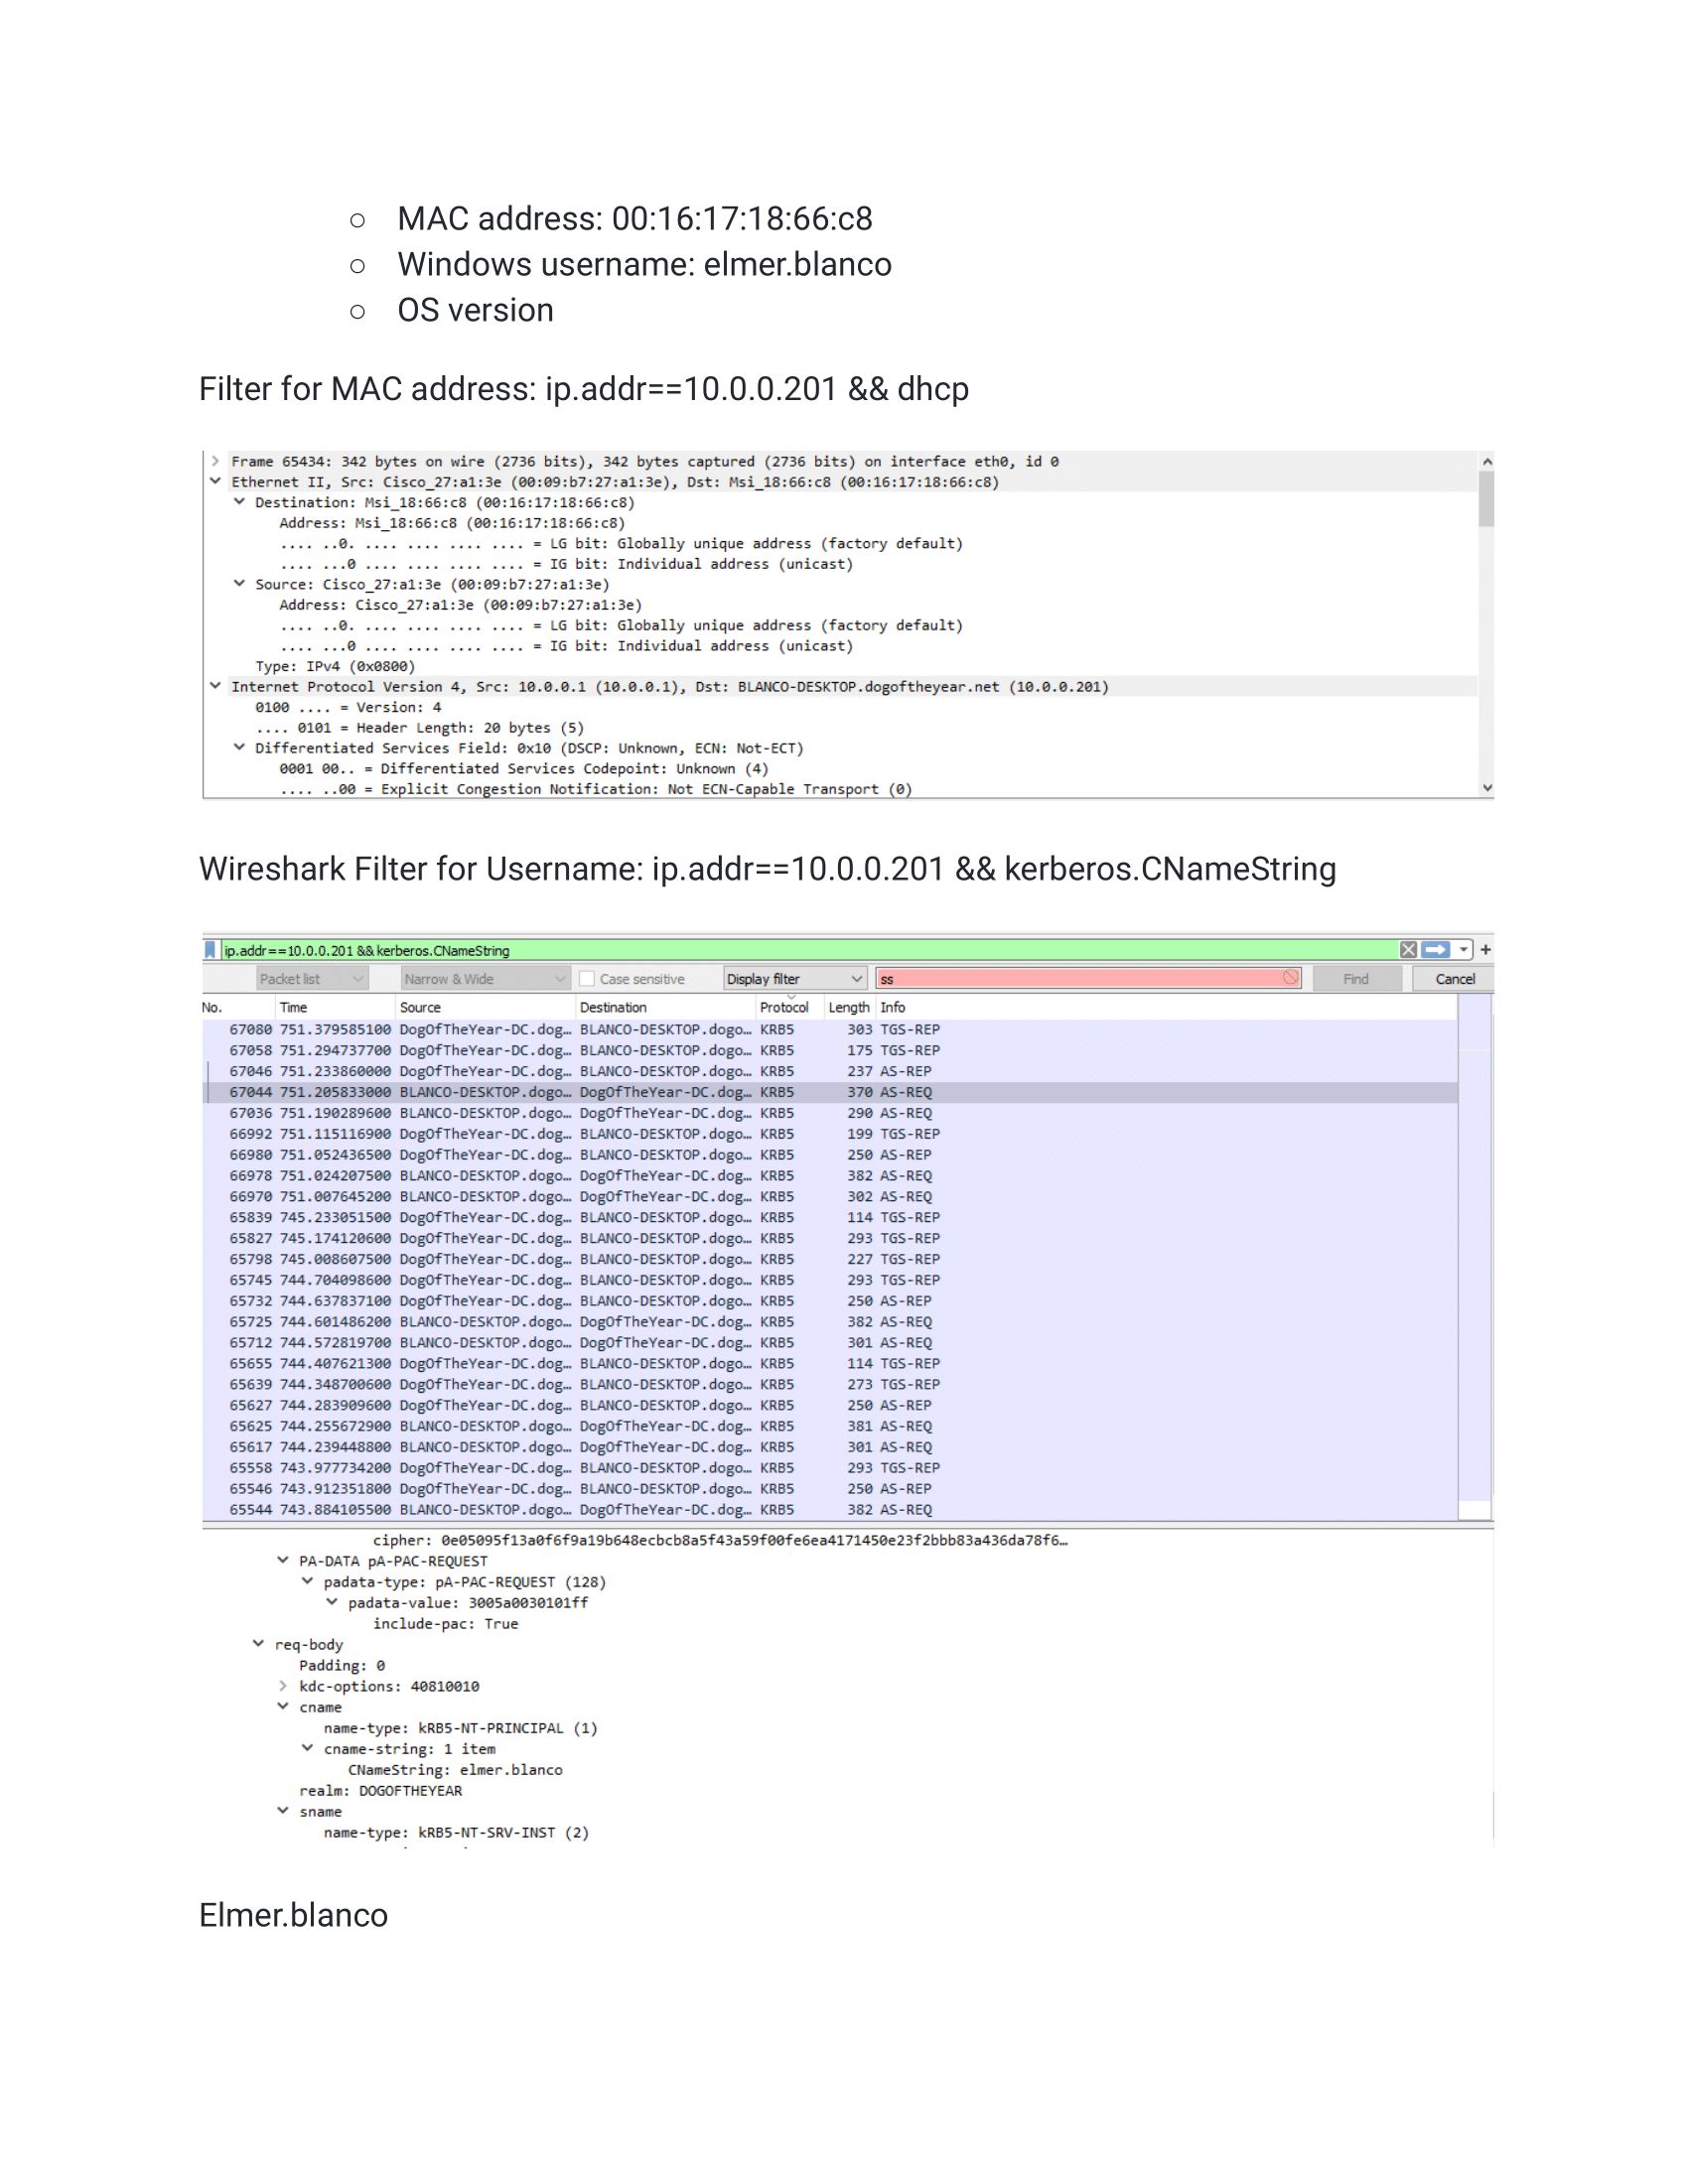 MAC address: 00:16:17:18:66:c8
Windows username: elmer.blanco
OS version
Filter for MAC address: ip.addr==10.0.0.201 && dhcp
Frame 65434: 342 bytes on wire (2736 bits), 342 bytes captured (2736 bits) on interface eth0, id 0
Ethernet II, Src: Cisco_27:a1:3e (00:09:b7:27:a1:3e), Dst: Msi_18:66:c8 (00:16:17:18:66:c8)
Destination: Msi_18:66:c8 (00:16:17:18:66:c8)
Address: Msi_18:66:c8 (00:16:17:18:66:c8)
.... ..0. .... .... .... .... = LG bit: Globally unique address (factory default)
.... ...0 .... .... .... .... = IG bit: Individual address (unicast)
Source: Cisco_27:a1:3e (00:09:b7:27:a1:3e)
Address: Cisco_27:a1:3e (00:09:b7:27:a1:3e)
.... ..0. .... .... .... .... = LG bit: Globally unique address (factory default)
.... ...0 .... .... .... .... = IG bit: Individual address (unicast)
Type: IPv4 (0x0800)
Internet Protocol Version 4, Src: 10.0.0.1 (10.0.0.1), Dst: BLANCO-DESKTOP.dogoftheyear.net (10.0.0.201)
0100 .... = Version: 4
.... 0101 = Header Length: 20 bytes (5)
Differentiated Services Field: 0x10 (DSCP: Unknown, ECN: Not-ECT)
0001 00.. = Differentiated Services Codepoint: Unknown (4)
.... ..00 = Explicit Congestion Notification: Not ECN-Capable Transport (0)
Wireshark Filter for Username: ip.addr==10.0.0.201 && kerberos.CNameString
ip.addr==10.0.0.201 && kerberos.CNameString
Packet list Narrow & Wide Case sensitive Display filter ss Find Cancel
No. Time Source Destination Protocol Length Info
67080 751.379585100 DogOfTheYear-DC.dog… BLANCO-DESKTOP.dogo… KRB5 303 TGS-REP
67058 751.294737700 DogOfTheYear-DC.dog… BLANCO-DESKTOP.dogo… KRB5 175 TGS-REP
67046 751.233860000 DogOfTheYear-DC.dog… BLANCO-DESKTOP.dogo… KRB5 237 AS-REP
67044 751.205833000 BLANCO-DESKTOP.dogo… DogOfTheYear-DC.dog… KRB5 370 AS-REQ
67036 751.190289600 BLANCO-DESKTOP.dogo… DogOfTheYear-DC.dog… KRB5 290 AS-REQ
66992 751.115116900 DogOfTheYear-DC.dog… BLANCO-DESKTOP.dogo… KRB5 199 TGS-REP
66980 751.052436500 DogOfTheYear-DC.dog… BLANCO-DESKTOP.dogo… KRB5 250 AS-REP
66978 751.024207500 BLANCO-DESKTOP.dogo… DogOfTheYear-DC.dog… KRB5 382 AS-REQ
66970 751.007645200 BLANCO-DESKTOP.dogo… DogOfTheYear-DC.dog… KRB5 302 AS-REQ
65839 745.233051500 DogOfTheYear-DC.dog… BLANCO-DESKTOP.dogo… KRB5 114 TGS-REP
65827 745.174120600 DogOfTheYear-DC.dog… BLANCO-DESKTOP.dogo… KRB5 293 TGS-REP
65798 745.008607500 DogOfTheYear-DC.dog… BLANCO-DESKTOP.dogo… KRB5 227 TGS-REP
65745 744.704098600 DogOfTheYear-DC.dog… BLANCO-DESKTOP.dogo… KRB5 293 TGS-REP
65732 744.637837100 DogOfTheYear-DC.dog… BLANCO-DESKTOP.dogo… KRB5 250 AS-REP
65725 744.601486200 BLANCO-DESKTOP.dogo… DogOfTheYear-DC.dog… KRB5 382 AS-REQ
65712 744.572819700 BLANCO-DESKTOP.dogo… DogOfTheYear-DC.dog… KRB5 301 AS-REQ
65655 744.407621300 DogOfTheYear-DC.dog… BLANCO-DESKTOP.dogo… KRB5 114 TGS-REP
65639 744.348700600 DogOfTheYear-DC.dog… BLANCO-DESKTOP.dogo… KRB5 273 TGS-REP
65627 744.283909600 DogOfTheYear-DC.dog… BLANCO-DESKTOP.dogo… KRB5 250 AS-REP
65625 744.255672900 BLANCO-DESKTOP.dogo… DogOfTheYear-DC.dog… KRB5 381 AS-REQ
65617 744.239448800 BLANCO-DESKTOP.dogo… DogOfTheYear-DC.dog… KRB5 301 AS-REQ
65558 743.977734200 DogOfTheYear-DC.dog… BLANCO-DESKTOP.dogo… KRB5 293 TGS-REP
65546 743.912351800 DogOfTheYear-DC.dog… BLANCO-DESKTOP.dogo… KRB5 250 AS-REP
65544 743.884105500 BLANCO-DESKTOP.dogo… DogOfTheYear-DC.dog… KRB5 382 AS-REQ
cipher: 0e05095f13a0f6f9a19b648ecbcb8a5f43a59f00fe6ea4171450e23f2bbb83a436da78f6…
PA-DATA pA-PAC-REQUEST
padata-type: pA-PAC-REQUEST (128)
padata-value: 3005a0030101ff
include-pac: True
req-body
Padding: 0
kdc-options: 40810010
cname
name-type: kRB5-NT-PRINCIPAL (1)
cname-string: 1 item
CNameString: elmer.blanco
realm: DOGOFTHEYEAR
sname
name-type: kRB5-NT-SRV-INST (2)
Elmer.blanco